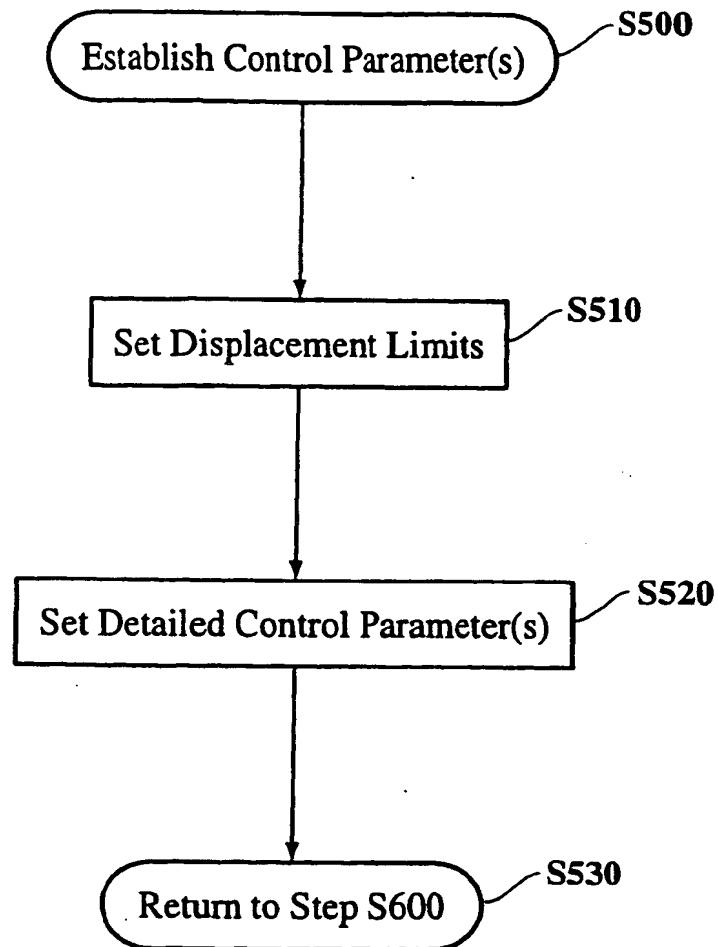 Establish Control Parameter(s)
S500
Set Displacement Limits
S510
Set Detailed Control Parameter(s)
S520
Return to Step S600
S530